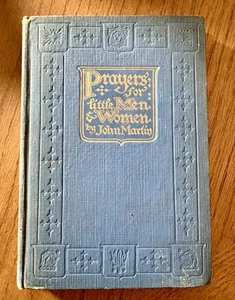 Prayers
for
little Men
& Women
by John Martin